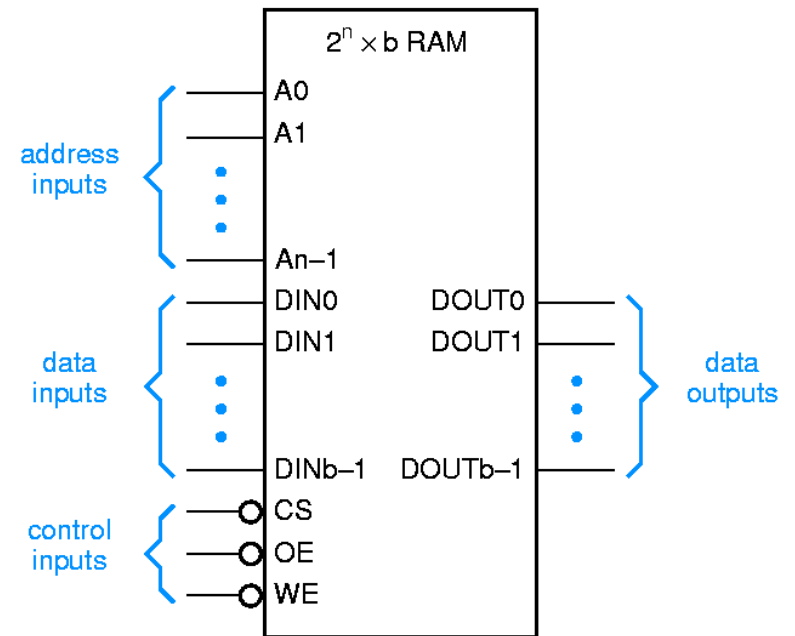 2ⁿ × b RAM
A0
A1
address
inputs
An–1
DIN0
DOUT0
DIN1
DOUT1
data
inputs
data
outputs
DINb–1
DOUTb–1
CS
control
inputs
OE
WE